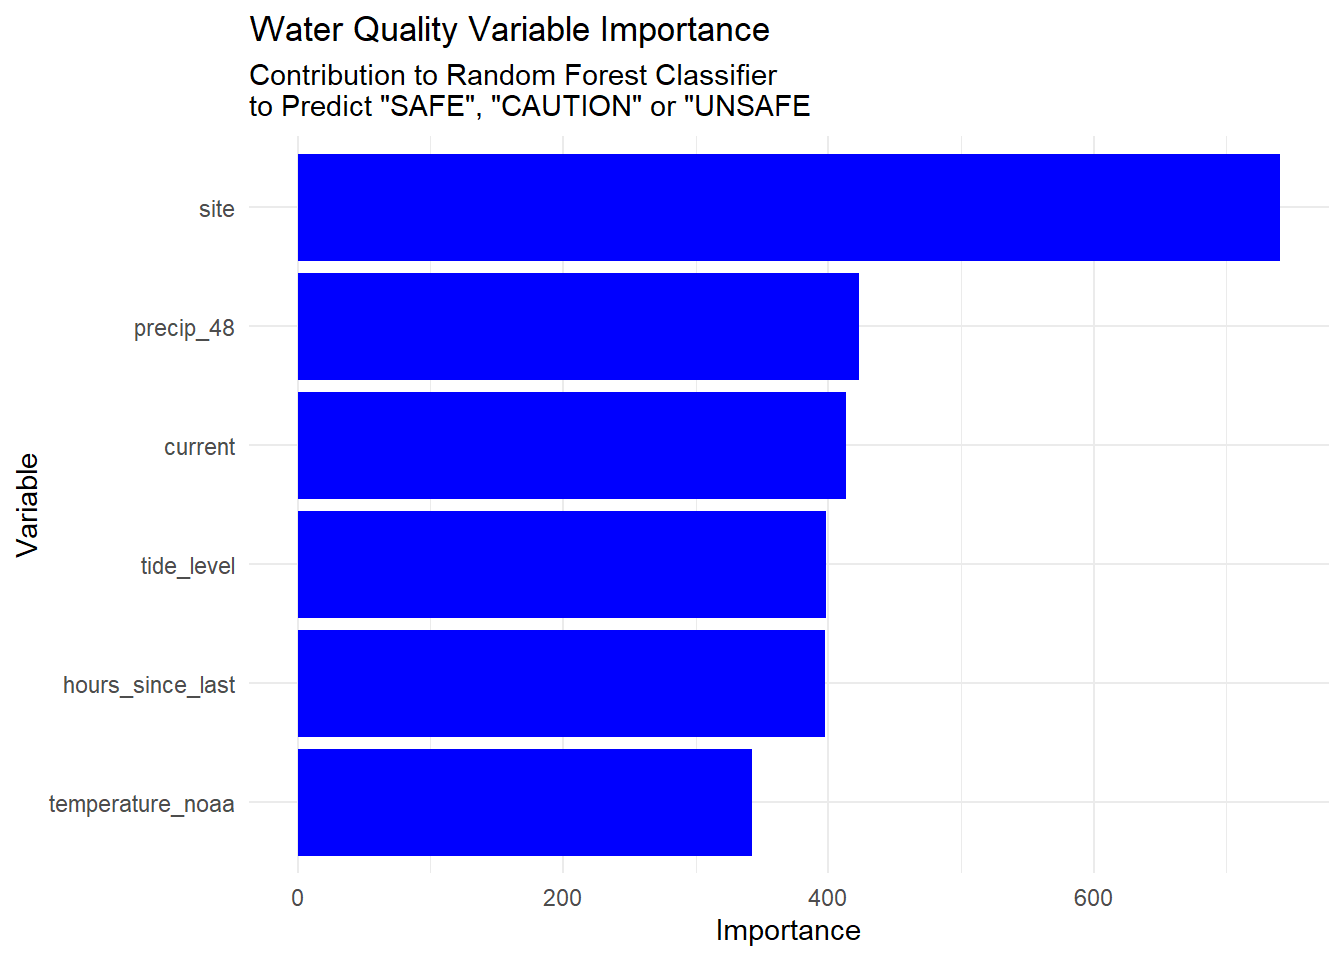 Water Quality Variable Importance
Contribution to Random Forest Classifier
to Predict "SAFE", "CAUTION" or "UNSAFE
site
precip_48
current
tide_level
hours_since_last
temperature_noaa
Variable
0 200 400 600
Importance